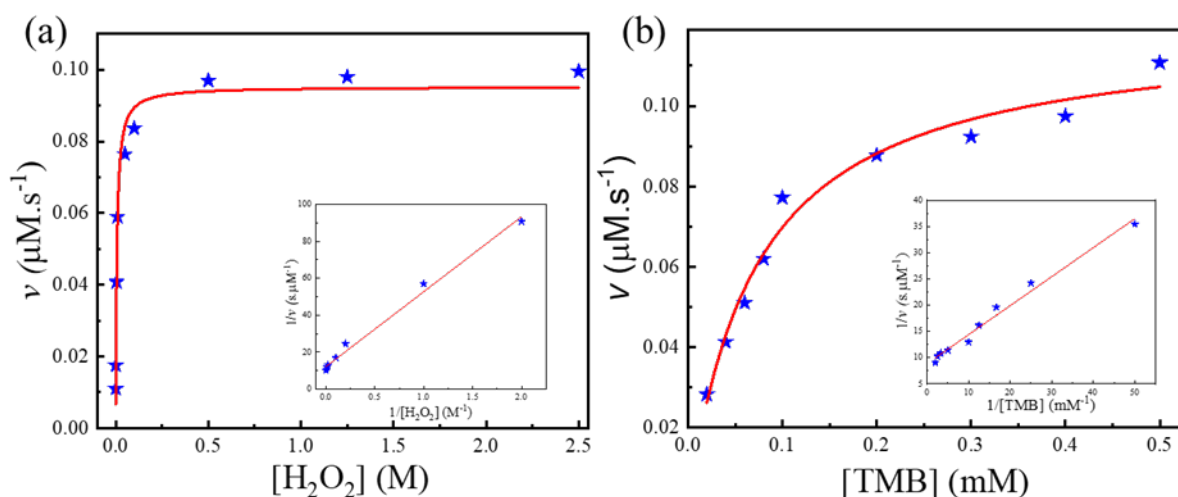 (a)
0.10
0.08
0.06
0.04
0.02
0.00
v (μM.s⁻¹)
0.0 0.5 1.0 1.5 2.0 2.5
[H₂O₂] (M)
100
80
60
40
20
0
1/v (s.μM⁻¹)
0.0 0.5 1.0 1.5 2.0
1/[H₂O₂] (M⁻¹)
(b)
0.10
0.08
0.06
0.04
0.02
v (μM.s⁻¹)
0.1 0.2 0.3 0.4 0.5
[TMB] (mM)
40
35
30
25
20
15
10
5
1/v (s.μM⁻¹)
0 10 20 30 40 50
1/[TMB] (mM⁻¹)